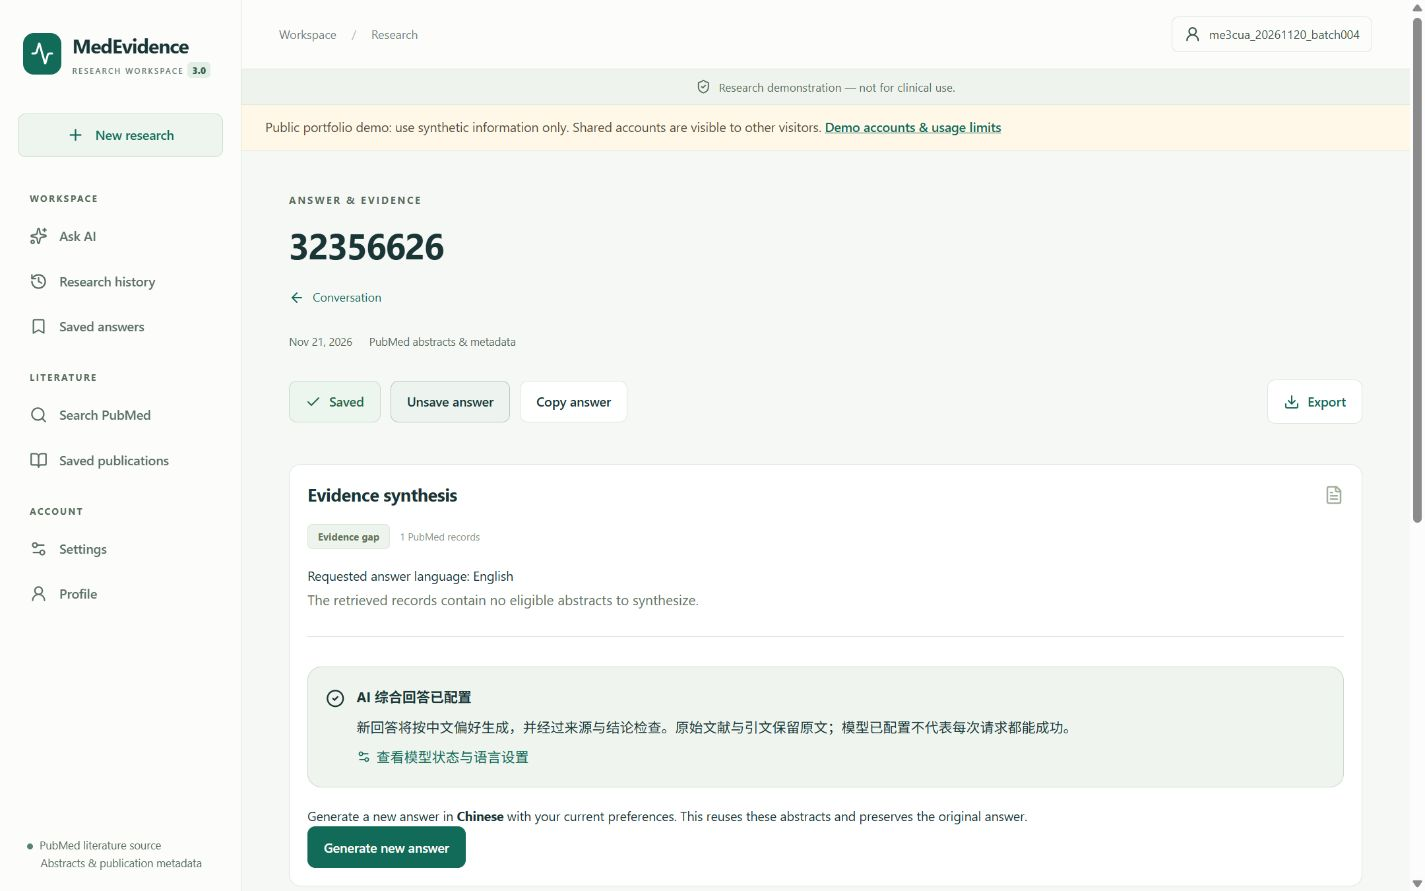 MedEvidence
RESEARCH WORKSPACE 3.0
New research
WORKSPACE
Ask AI
Research history
Saved answers
LITERATURE
Search PubMed
Saved publications
ACCOUNT
Settings
Profile
PubMed literature source
Abstracts & publication metadata
Workspace / Research
me3cua_20261120_batch004
Research demonstration — not for clinical use.
Public portfolio demo: use synthetic information only. Shared accounts are visible to other visitors. Demo accounts & usage limits
ANSWER & EVIDENCE
32356626
Conversation
Nov 21, 2026 PubMed abstracts & metadata
Saved Unsave answer Copy answer Export
Evidence synthesis
Evidence gap 1 PubMed records
Requested answer language: English
The retrieved records contain no eligible abstracts to synthesize.
AI 综合回答已配置
新回答将按中文偏好生成，并经过来源与结论检查。原始文献与引文保留原文；模型已配置不代表每次请求都能成功。
查看模型状态与语言设置
Generate a new answer in Chinese with your current preferences. This reuses these abstracts and preserves the original answer.
Generate new answer